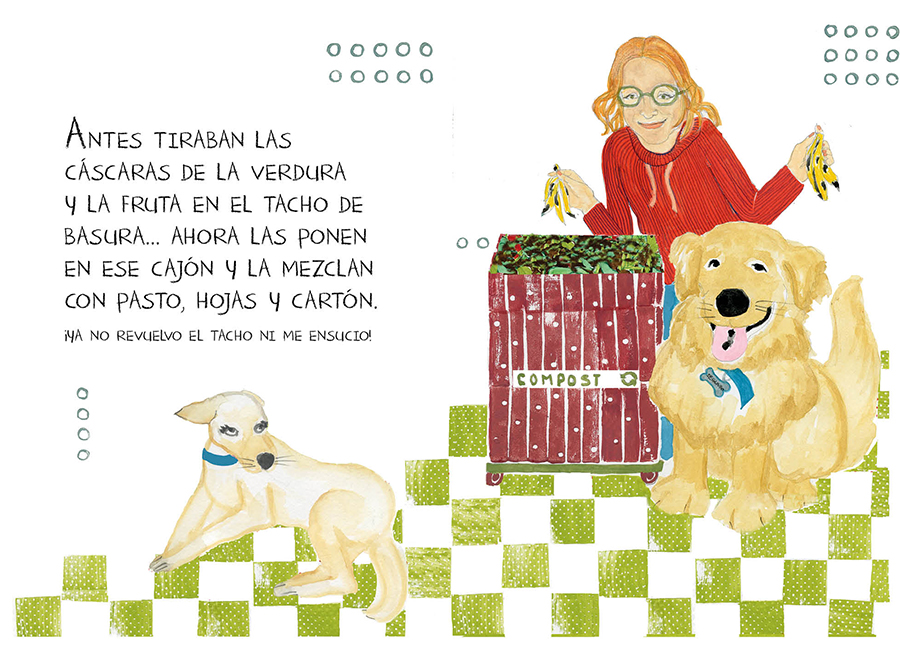 ANTES TIRABAN LAS
CÁSCARAS DE LA VERDURA
Y LA FRUTA EN EL TACHO DE
BASURA... AHORA LAS PONEN
EN ESE CAJÓN Y LA MEZCLAN
CON PASTO, HOJAS Y CARTÓN.
¡YA NO REVUELVO EL TACHO NI ME ENSUCIO!
COMPOST